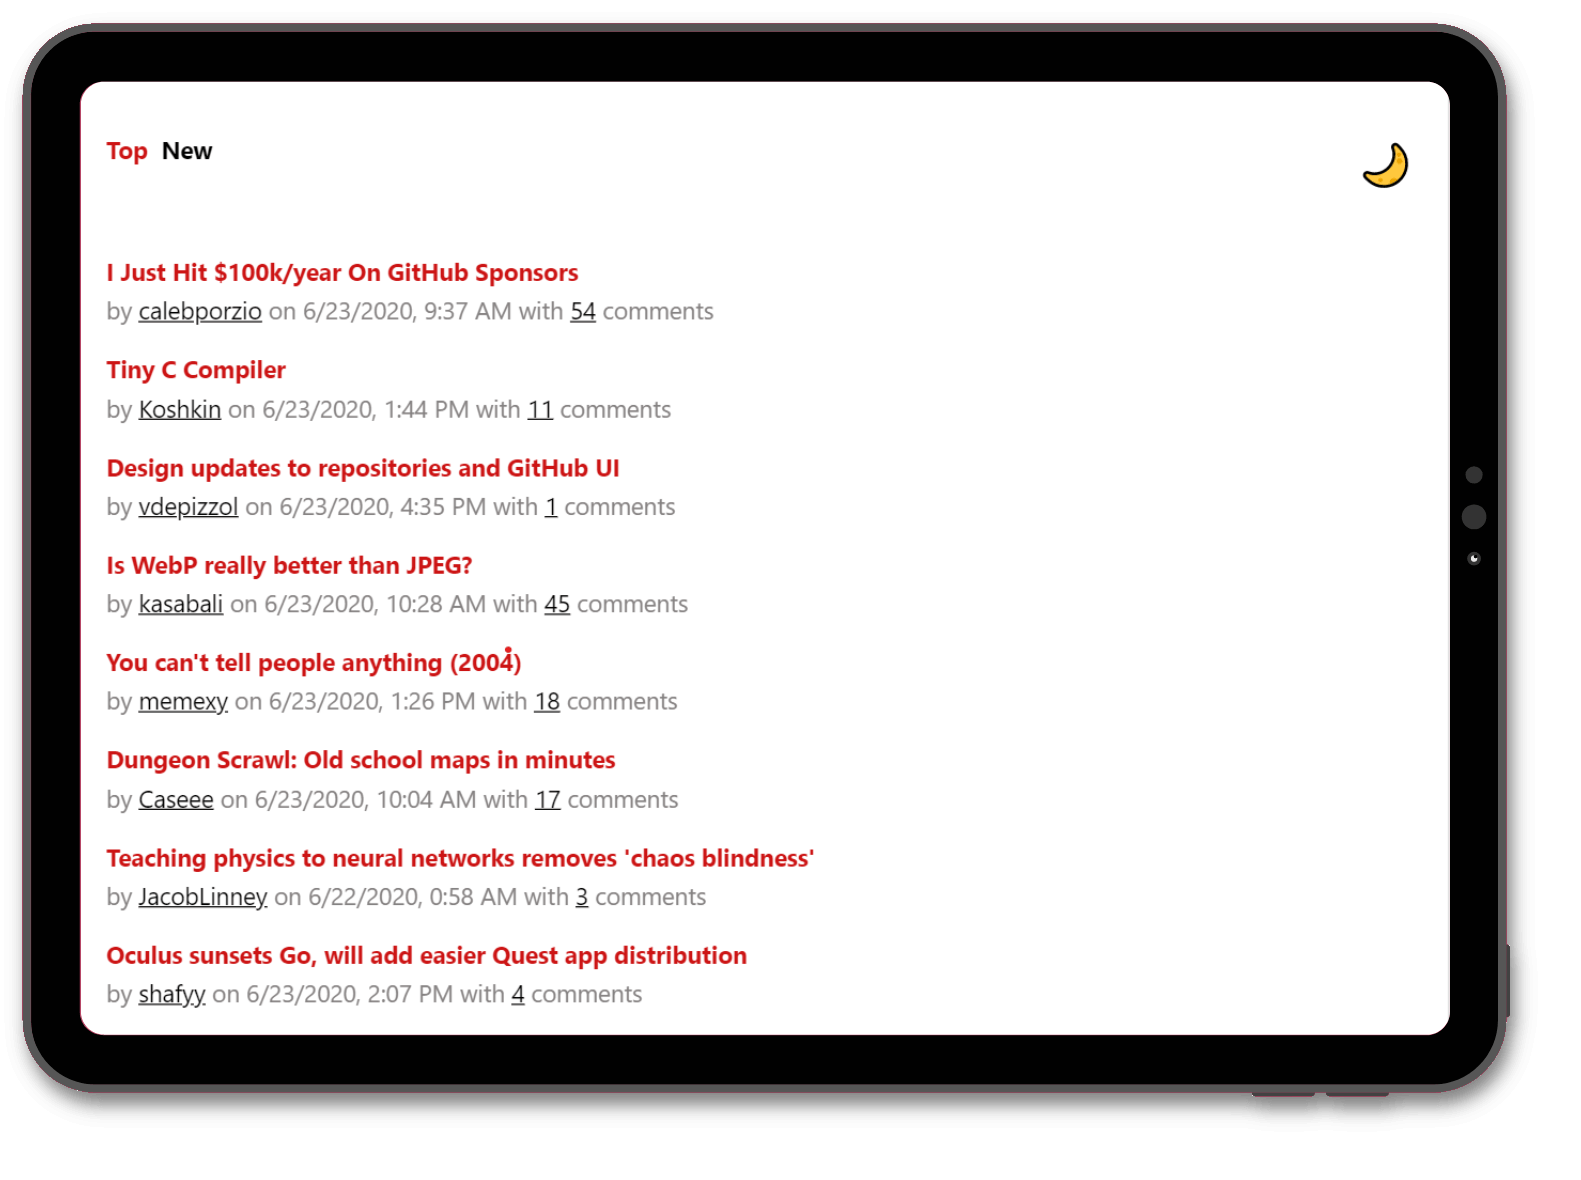 Top New
I Just Hit $100k/year On GitHub Sponsors
by calebporzio on 6/23/2020, 9:37 AM with 54 comments
Tiny C Compiler
by Koshkin on 6/23/2020, 1:44 PM with 11 comments
Design updates to repositories and GitHub UI
by vdepizzol on 6/23/2020, 4:35 PM with 1 comments
Is WebP really better than JPEG?
by kasabali on 6/23/2020, 10:28 AM with 45 comments
You can't tell people anything (2004)
by memexy on 6/23/2020, 1:26 PM with 18 comments
Dungeon Scrawl: Old school maps in minutes
by Caseee on 6/23/2020, 10:04 AM with 17 comments
Teaching physics to neural networks removes 'chaos blindness'
by JacobLinney on 6/22/2020, 0:58 AM with 3 comments
Oculus sunsets Go, will add easier Quest app distribution
by shafyy on 6/23/2020, 2:07 PM with 4 comments